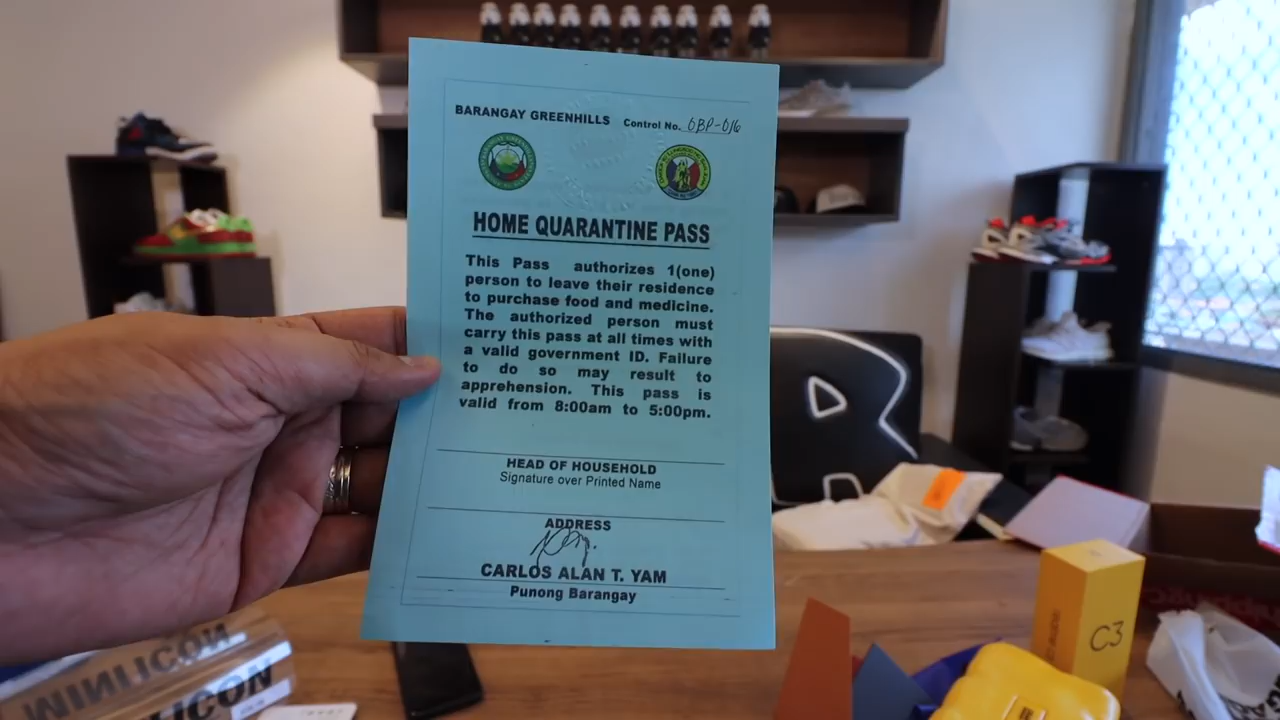 BARANGAY GREENHILLS Control No. OBP-016
HOME QUARANTINE PASS
This Pass authorizes 1(one)
person to leave their residence
to purchase food and medicine.
The authorized person must
carry this pass at all times with
a valid government ID. Failure
to do so may result to
apprehension. This pass is
valid from 8:00am to 5:00pm.
HEAD OF HOUSEHOLD
Signature over Printed Name
ADDRESS
CARLOS ALAN T. YAM
Punong Barangay
C3